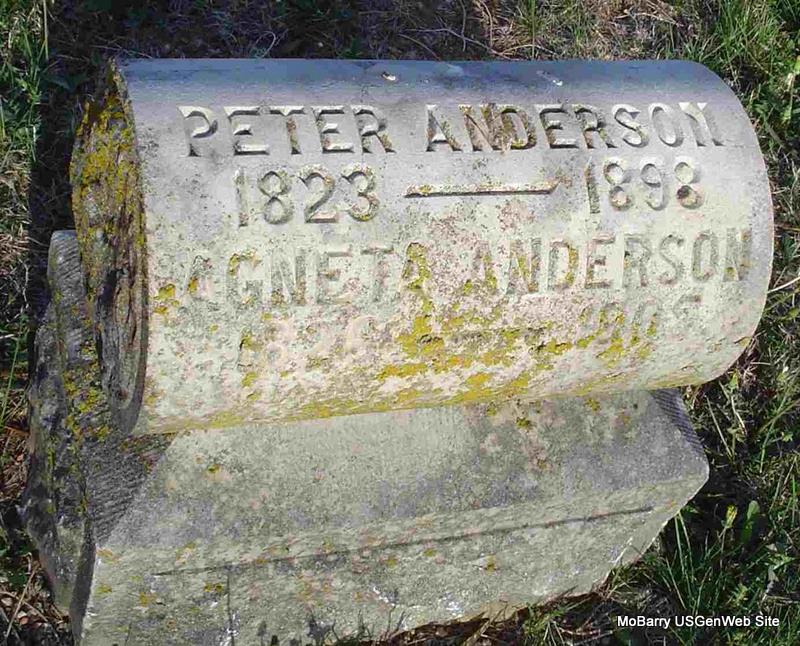 PETER ANDERSON
1823 — 1898
AGNETA ANDERSON
MoBarry USGenWeb Site